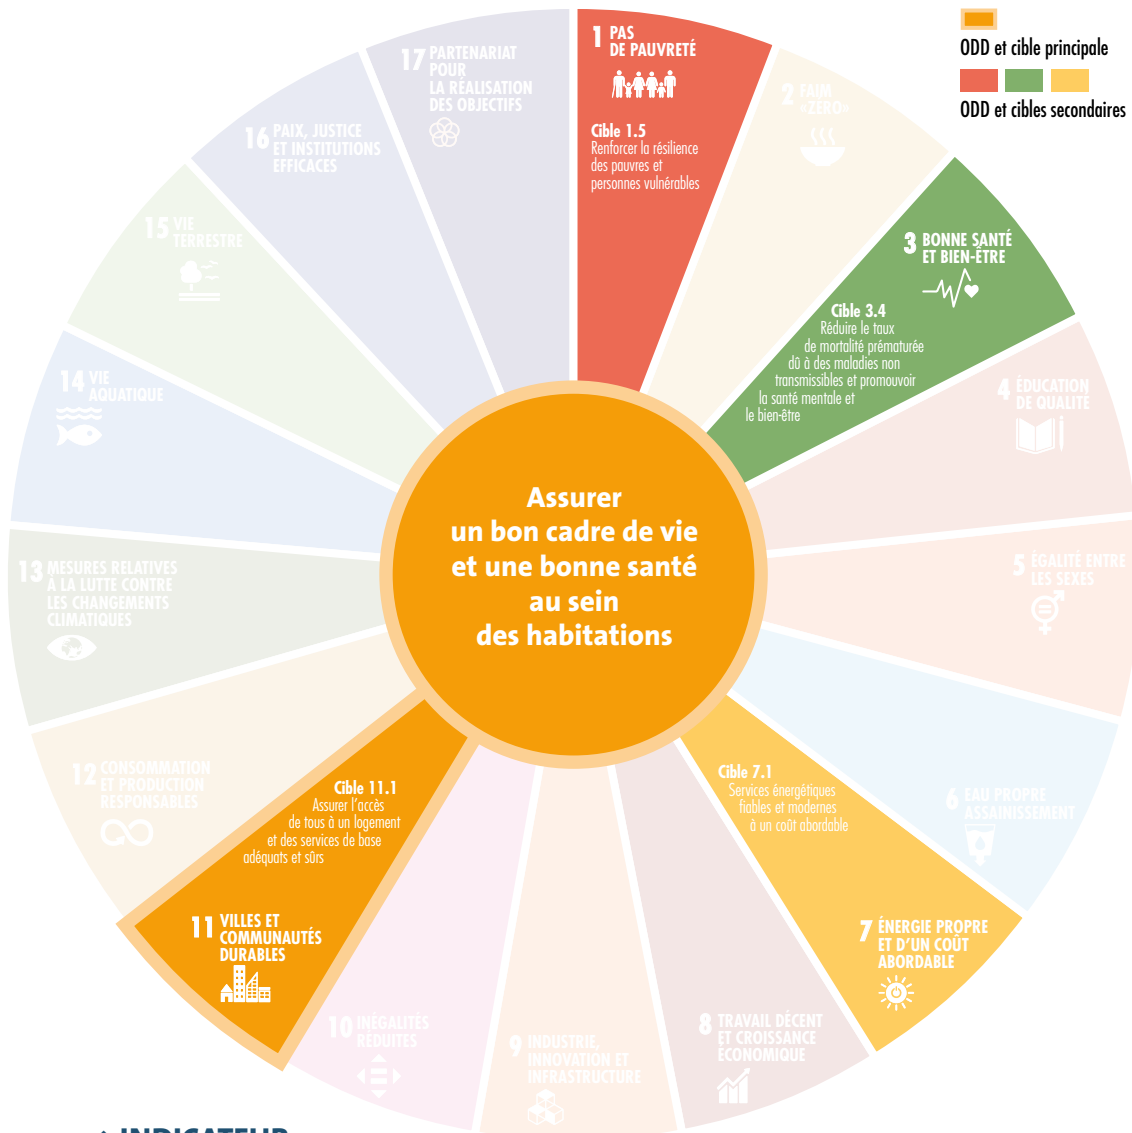 ODD et cible principale
ODD et cibles secondaires
1 PAS
DE PAUVRETÉ
Cible 1.5
Renforcer la résilience
des pauvres et
personnes vulnérables
2 FAIM
«ZÉRO»
3 BONNE SANTÉ
ET BIEN-ÊTRE
Cible 3.4
Réduire le taux
de mortalité prématurée
dû à des maladies non
transmissibles et promouvoir
la santé mentale et
le bien-être
4 ÉDUCATION
DE QUALITÉ
5 ÉGALITÉ ENTRE
LES SEXES
6 EAU PROPRE
ASSAINISSEMENT
Cible 7.1
Services énergétiques
fiables et modernes
à un coût abordable
7 ÉNERGIE PROPRE
ET D'UN COÛT
ABORDABLE
8 TRAVAIL DÉCENT
ET CROISSANCE
ECONOMIQUE
9 INDUSTRIE,
INNOVATION ET
INFRASTRUCTURE
10 INÉGALITÉS
RÉDUITES
Cible 11.1
Assurer l'accès
de tous à un logement
et des services de base
adéquats et sûrs
11 VILLES ET
COMMUNAUTÉS
DURABLES
12 CONSOMMATION
ET PRODUCTION
RESPONSABLES
13 MESURES RELATIVES
À LA LUTTE CONTRE
LES CHANGEMENTS
CLIMATIQUES
14 VIE
AQUATIQUE
15 VIE
TERRESTRE
16 PAIX, JUSTICE
ET INSTITUTIONS
EFFICACES
17 PARTENARIAT
POUR
LA RÉALISATION
DES OBJECTIFS
Assurer
un bon cadre de vie
et une bonne santé
au sein
des habitations
INDICATEUR